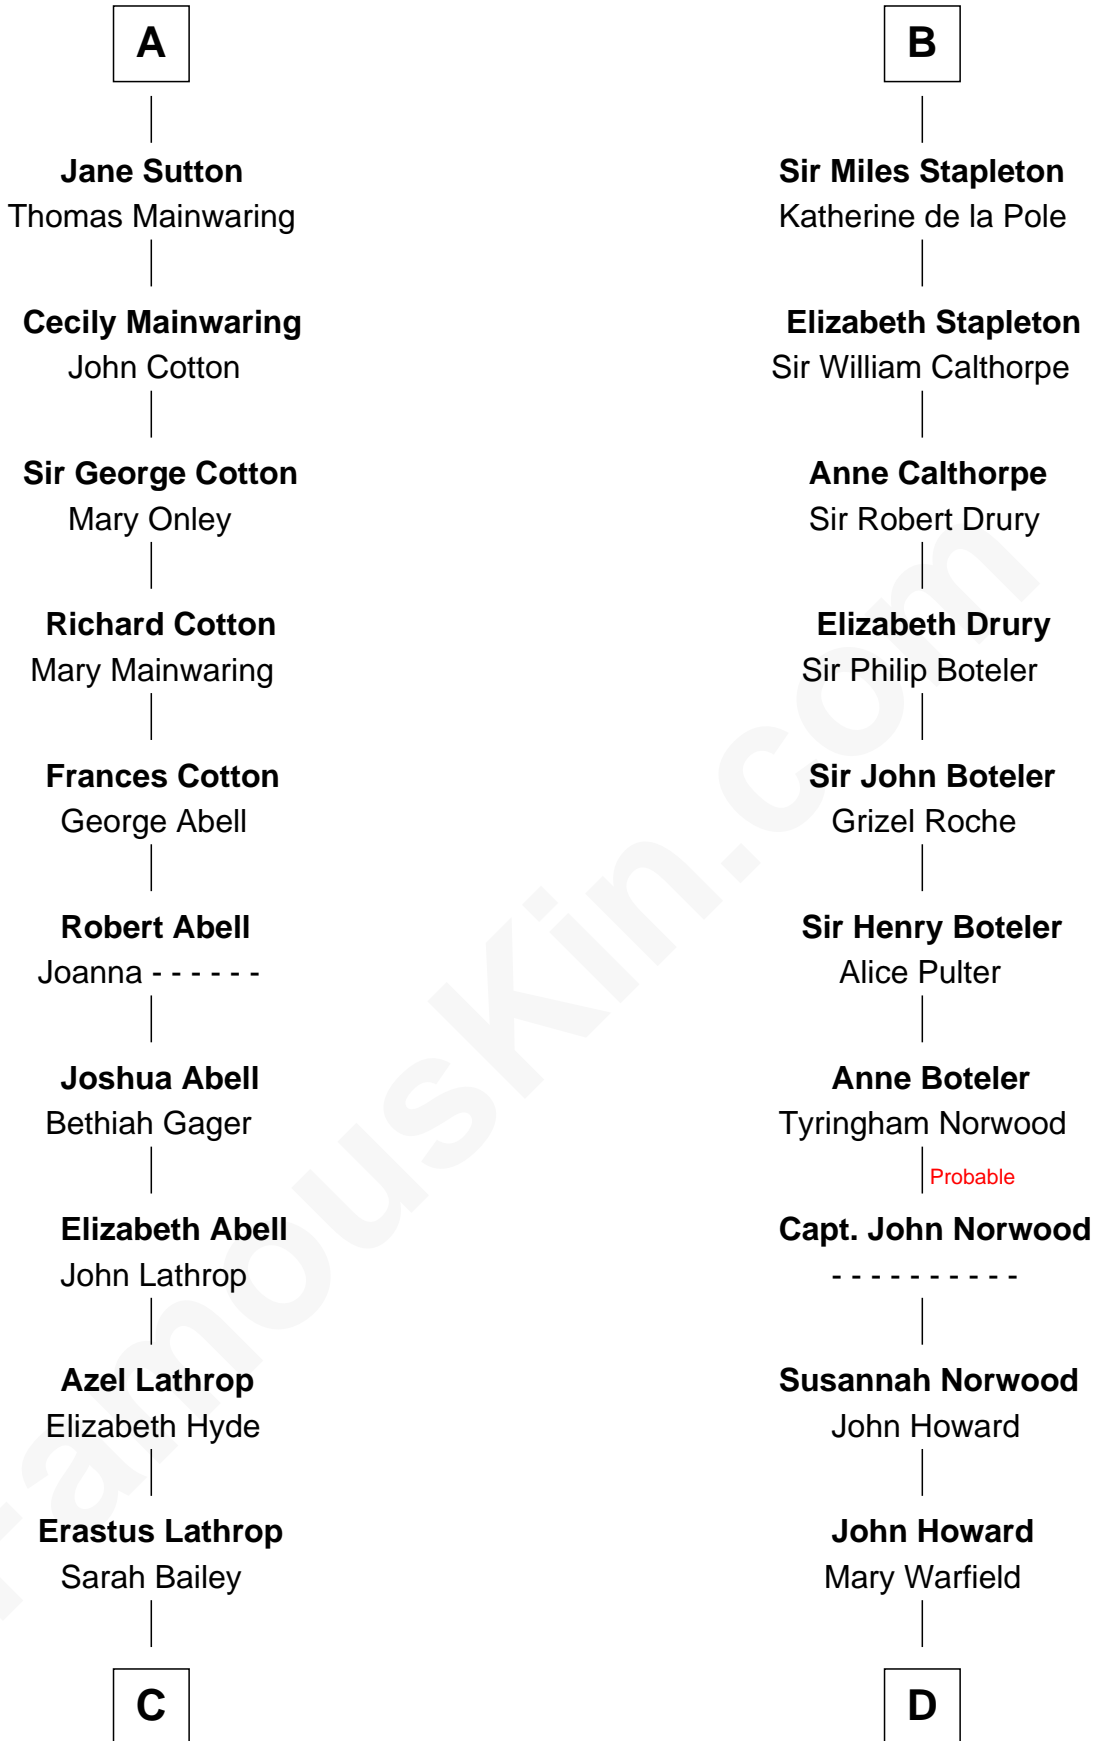 A
Jane Sutton
Thomas Mainwaring
Cecily Mainwaring
John Cotton
Sir George Cotton
Mary Onley
Richard Cotton
Mary Mainwaring
Frances Cotton
George Abell
Robert Abell
Joanna - - - - - -
Joshua Abell
Bethiah Gager
Elizabeth Abell
John Lathrop
Azel Lathrop
Elizabeth Hyde
Erastus Lathrop
Sarah Bailey
C
B
Sir Miles Stapleton
Katherine de la Pole
Elizabeth Stapleton
Sir William Calthorpe
Anne Calthorpe
Sir Robert Drury
Elizabeth Drury
Sir Philip Boteler
Sir John Boteler
Grizel Roche
Sir Henry Boteler
Alice Pulter
Anne Boteler
Tyringham Norwood
Probable
Capt. John Norwood
- - - - - - - - - -
Susannah Norwood
John Howard
John Howard
Mary Warfield
D
FamousKin.com